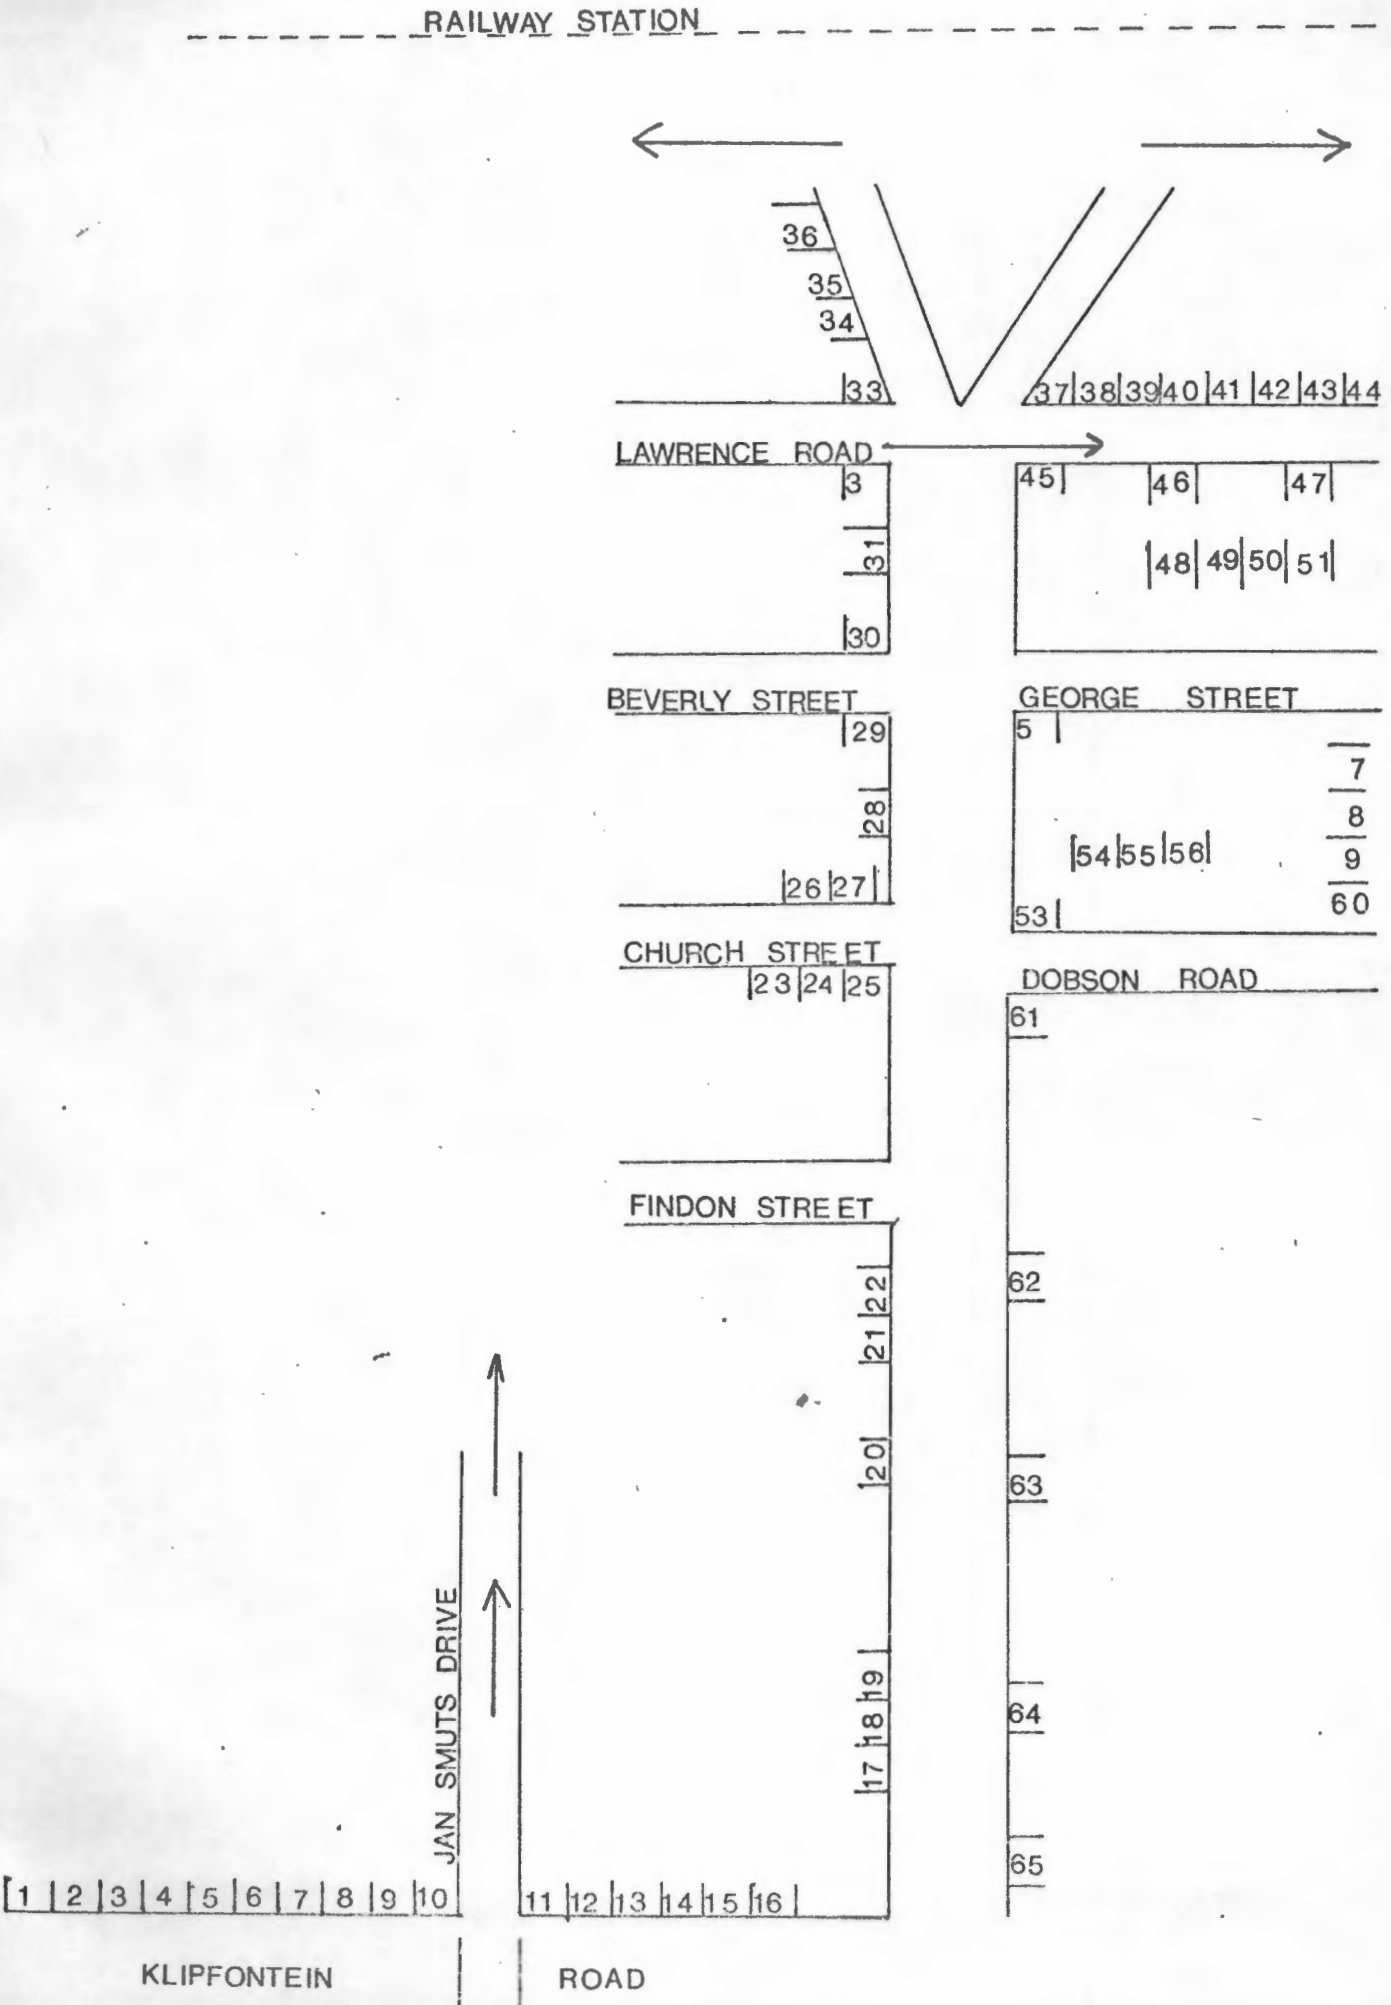 RAILWAY STATION
36
35
34
33
37 38 39 40 41 42 43 44
LAWRENCE ROAD
3
45 46 47
31
48 49 50 51
30
BEVERLY STREET
GEORGE STREET
29
5
7
28
8
54 55 56
9
26 27
60
53
CHURCH STREET
23 24 25
DOBSON ROAD
61
FINDON STREET
22
62
21
20
63
19
18
64
17
JAN SMUTS DRIVE
65
1 2 3 4 5 6 7 8 9 10
11 12 13 14 15 16
KLIPFONTEIN ROAD